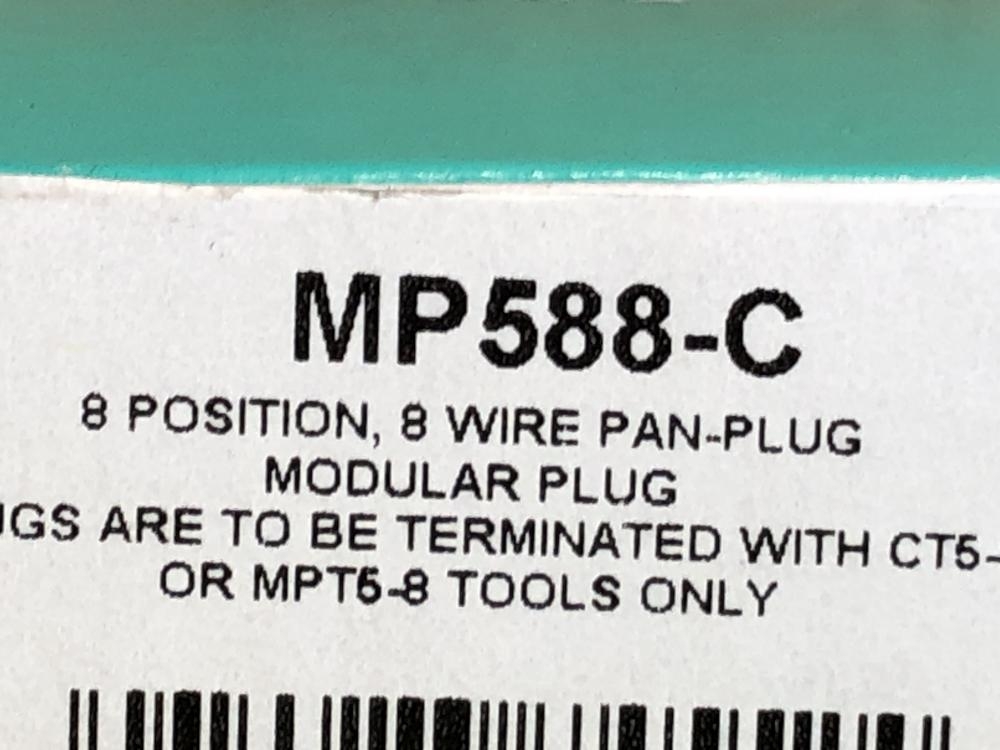 MP588-C
8 POSITION, 8 WIRE PAN-PLUG
MODULAR PLUG
ARE TO BE TERMINATED WITH CT5-
OR MPT5-8 TOOLS ONLY